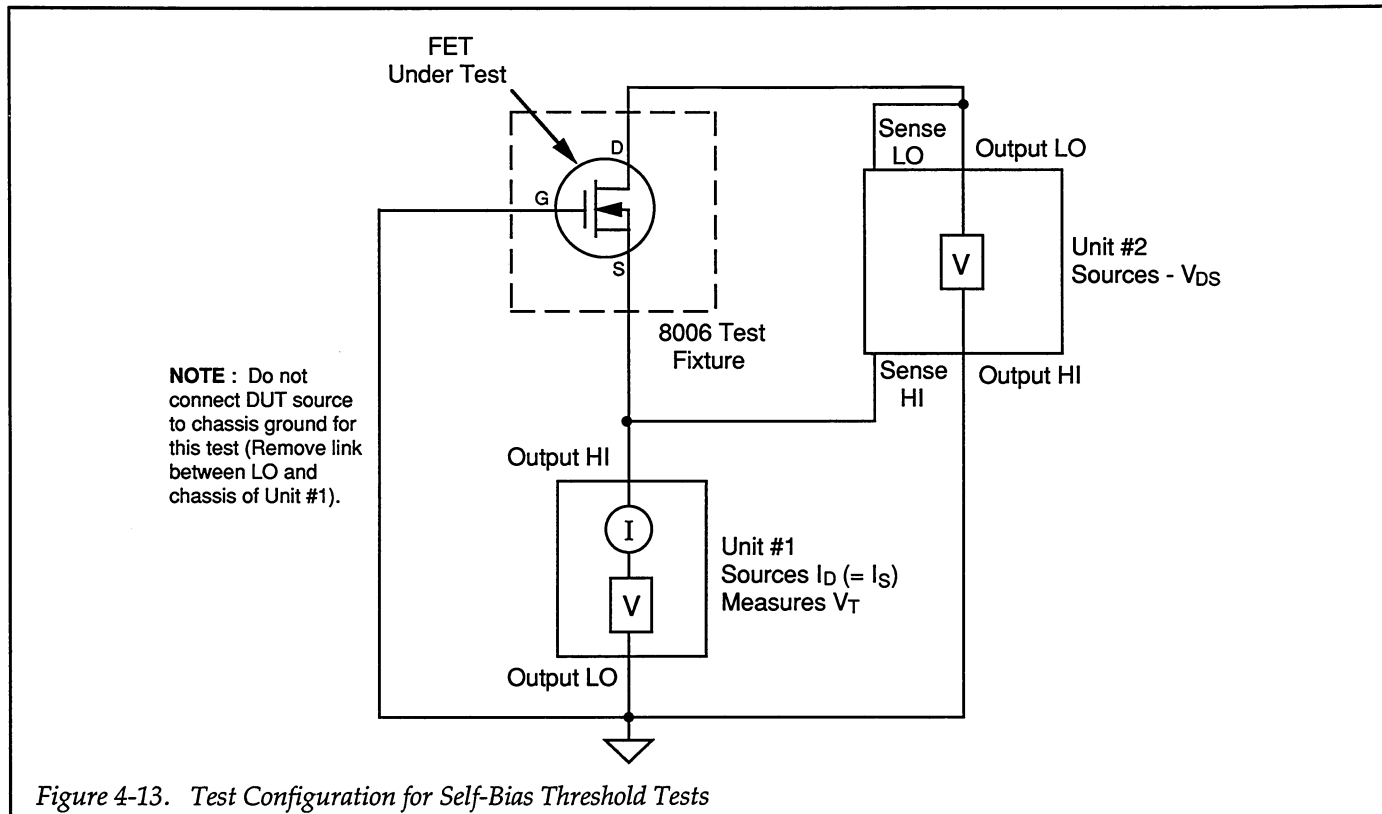 FET
Under Test
D
G
S
8006 Test
Fixture
Sense
LO
Output LO
V
Unit #2
Sources - VDS
Sense
HI
Output HI
NOTE : Do not
connect DUT source
to chassis ground for
this test (Remove link
between LO and
chassis of Unit #1).
Output HI
I
V
Unit #1
Sources ID (= IS)
Measures VT
Output LO
Figure 4-13. Test Configuration for Self-Bias Threshold Tests